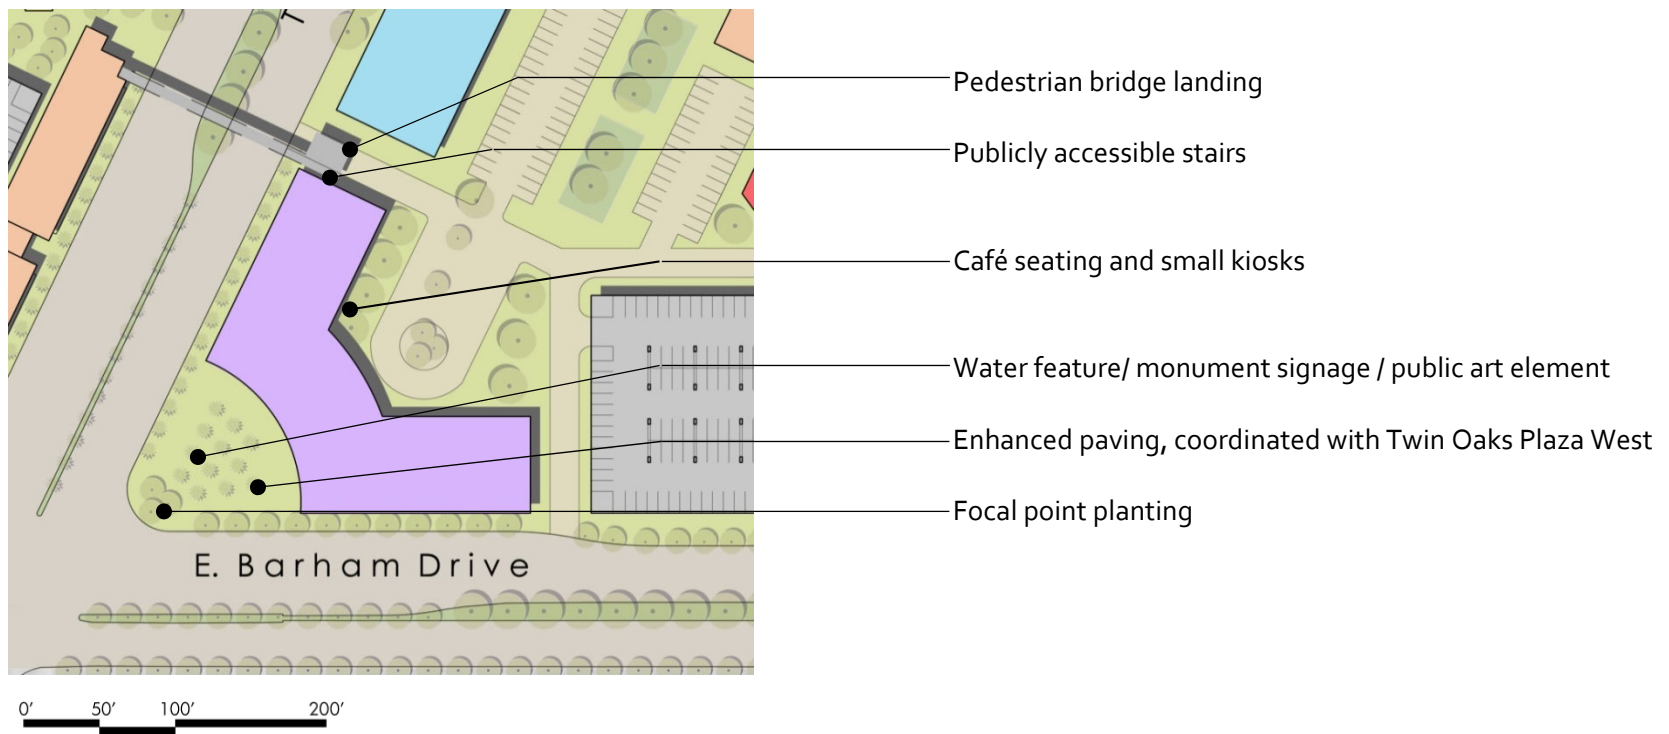 T
Pedestrian bridge landing
Publicly accessible stairs
Café seating and small kiosks
Water feature/ monument signage / public art element
Enhanced paving, coordinated with Twin Oaks Plaza West
Focal point planting
E. Barham Drive
0' 50' 100' 200'